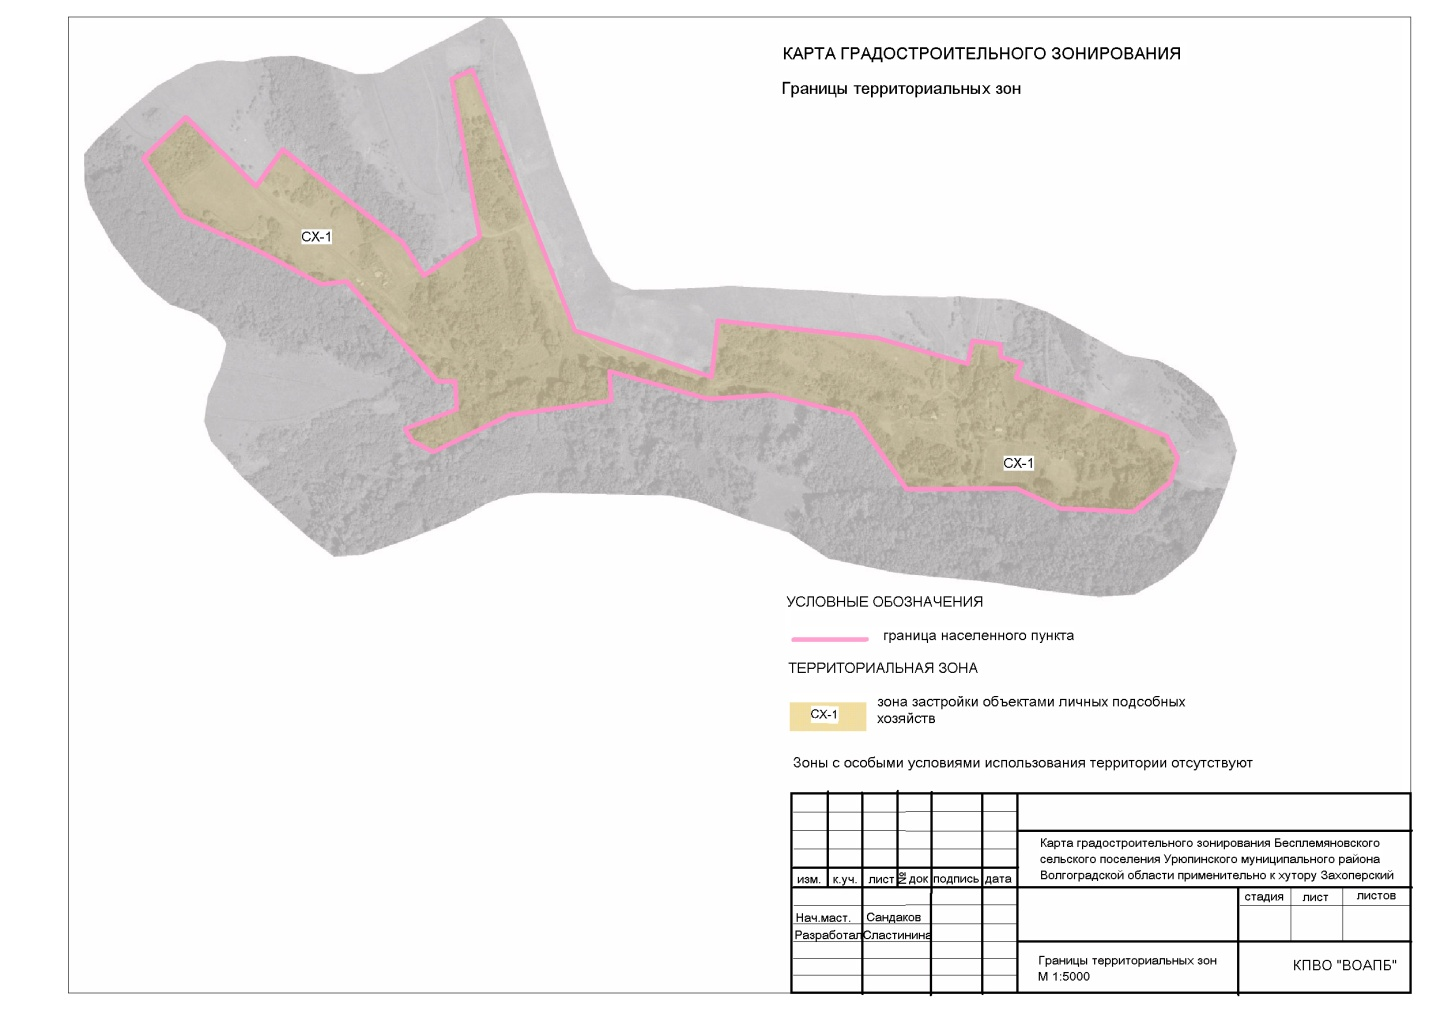 КАРТА ГРАДОСТРОИТЕЛЬНОГО ЗОНИРОВАНИЯ
Границы территориальных зон
СХ-1
СХ-1
УСЛОВНЫЕ ОБОЗНАЧЕНИЯ
граница населенного пункта
ТЕРРИТОРИАЛЬНАЯ ЗОНА
СХ-1
зона застройки объектами личных подсобных
хозяйств
Зоны с особыми условиями использования территории отсутствуют
Карта градостроительного зонирования Бесплемяновского
сельского поселения Урюпинского муниципального района
Волгоградской области применительно к хутору Захоперский
изм. к.уч. лист № док подпись дата
стадия лист листов
Нач.маст. Сандаков
Разработал Сластинина
Границы территориальных зон
М 1:5000
КПВО "ВОАПБ"